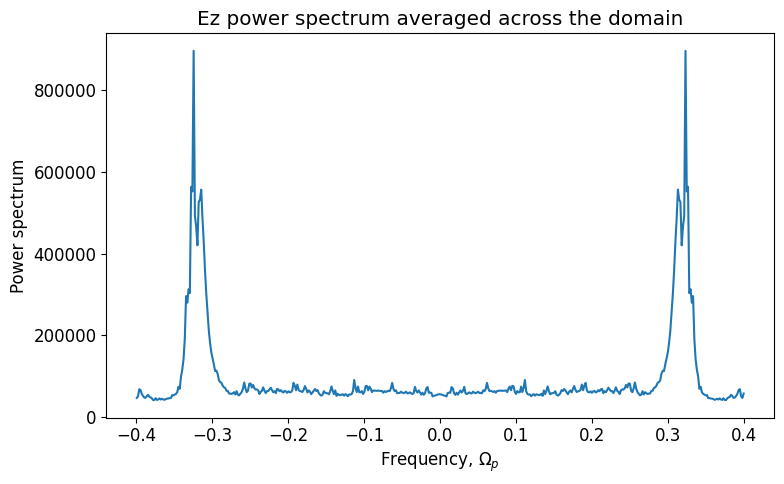 Ez power spectrum averaged across the domain
Power spectrum
800000
600000
400000
200000
0
−0.4 −0.3 −0.2 −0.1 0.0 0.1 0.2 0.3 0.4
Frequency, Ωp